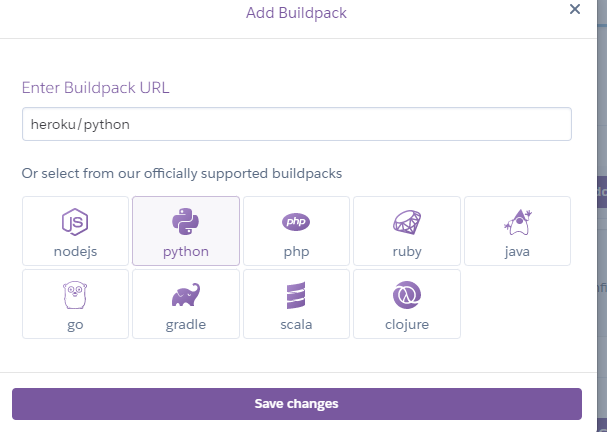 Add Buildpack
Enter Buildpack URL
heroku/python
Or select from our officially supported buildpacks
JS
php
nodejs
python
php
ruby
java
go
gradle
scala
clojure
Save changes